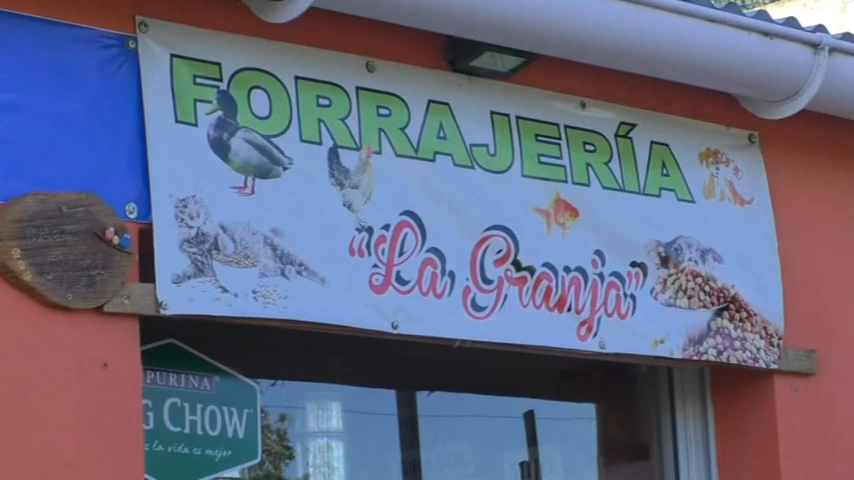 FORRAJERÍA
"La Granja"
PURINA
G CHOW
la vida es mejor